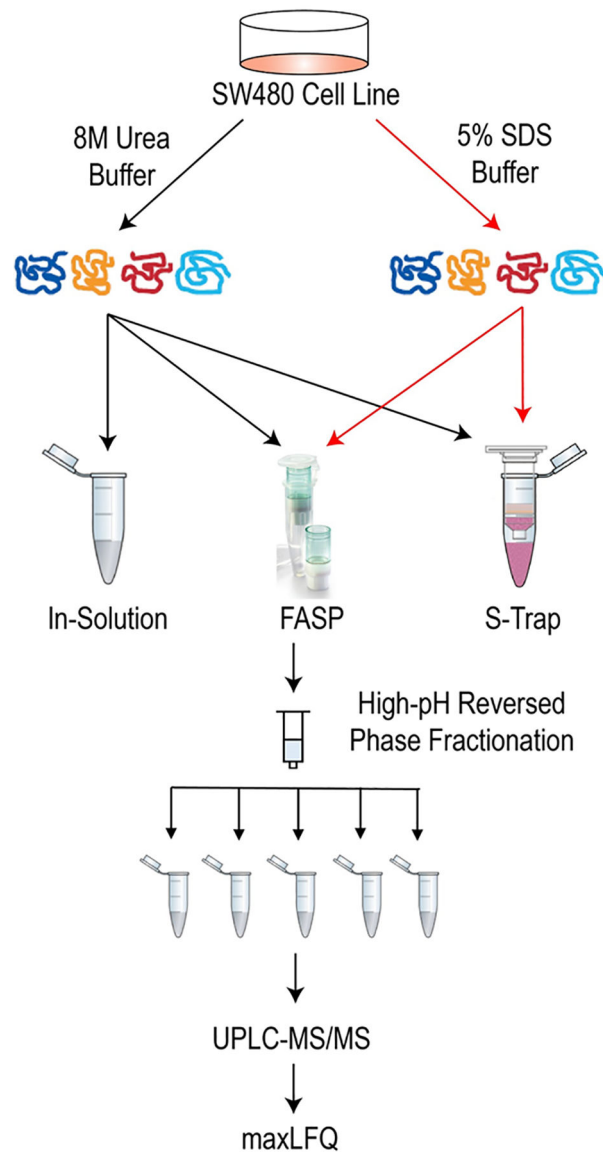 SW480 Cell Line
8M Urea
Buffer
5% SDS
Buffer
In-Solution
FASP
S-Trap
High-pH Reversed
Phase Fractionation
UPLC-MS/MS
maxLFQ